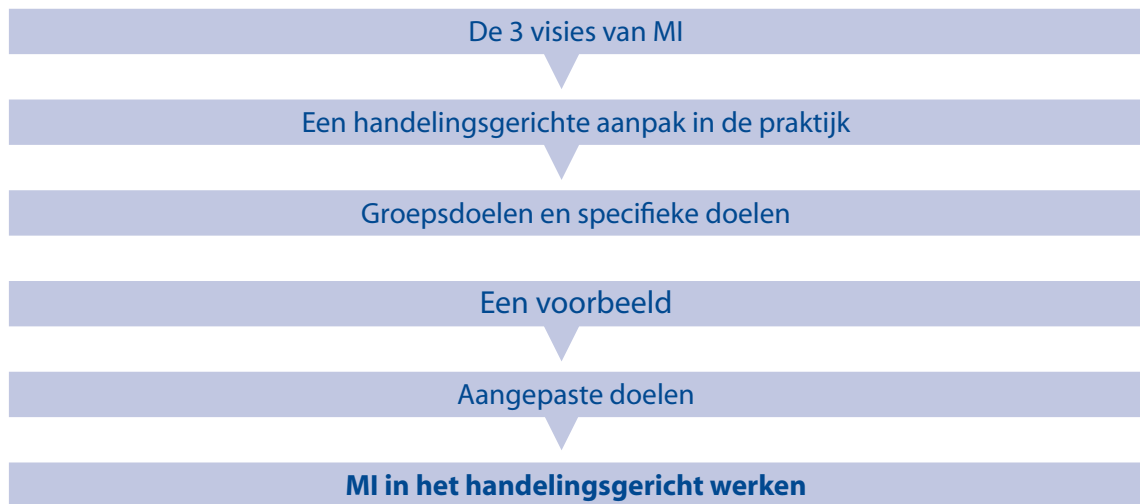 De 3 visies van MI
Een handelingsgerichte aanpak in de praktijk
Groepsdoelen en specifieke doelen
Een voorbeeld
Aangepaste doelen
MI in het handelingsgericht werken